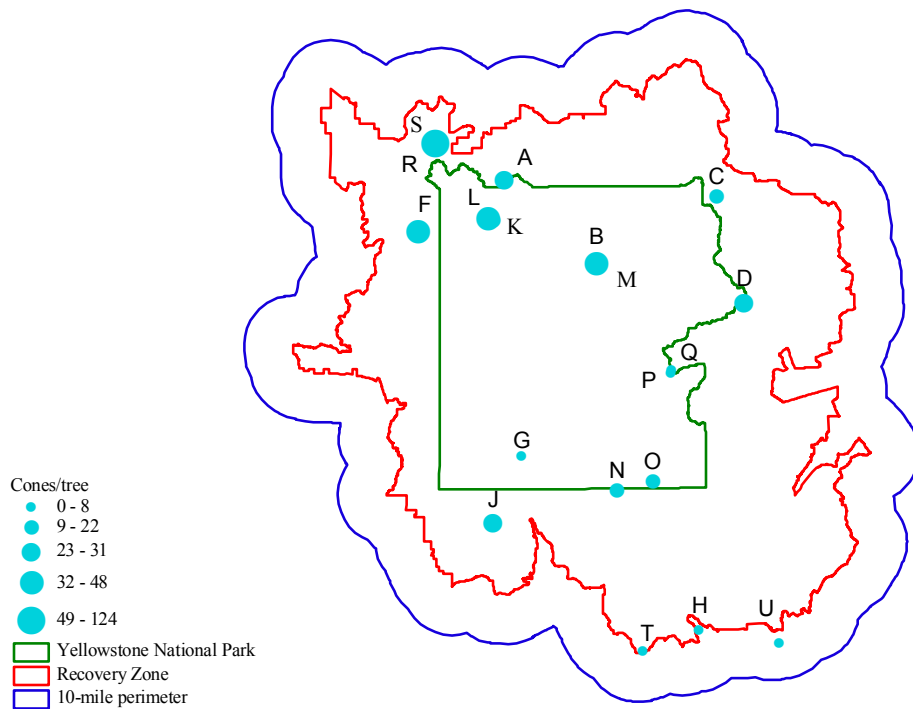 S
R
A
C
F
L
K
B
M
D
Q
P
G
N
O
J
H
U
T
Cones/tree
0 - 8
9 - 22
23 - 31
32 - 48
49 - 124
Yellowstone National Park
Recovery Zone
10-mile perimeter